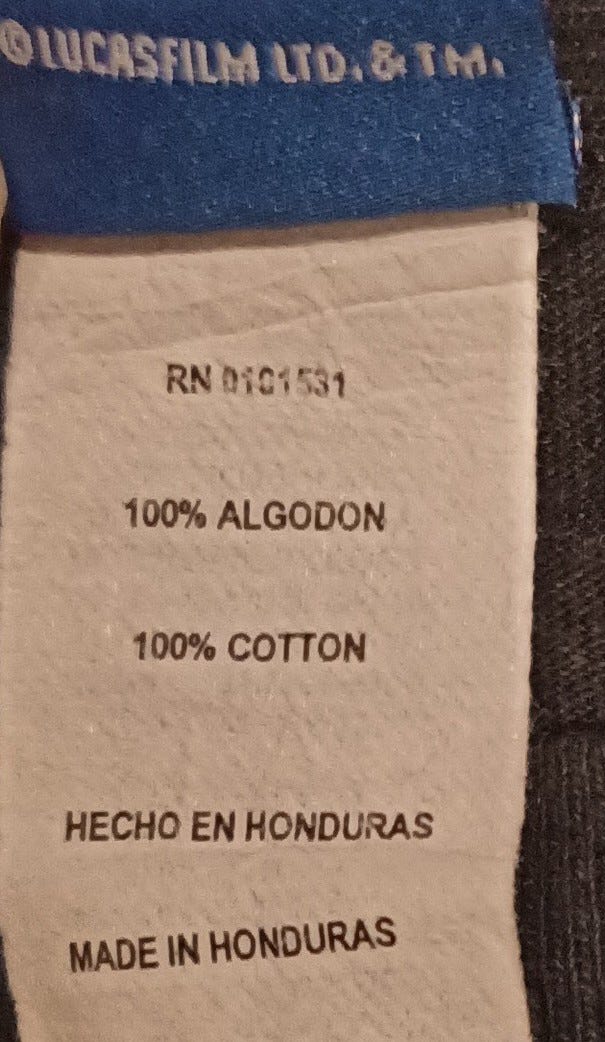 ©LUCASFILM LTD. & TM.
RN 0101531
100% ALGODON
100% COTTON
HECHO EN HONDURAS
MADE IN HONDURAS